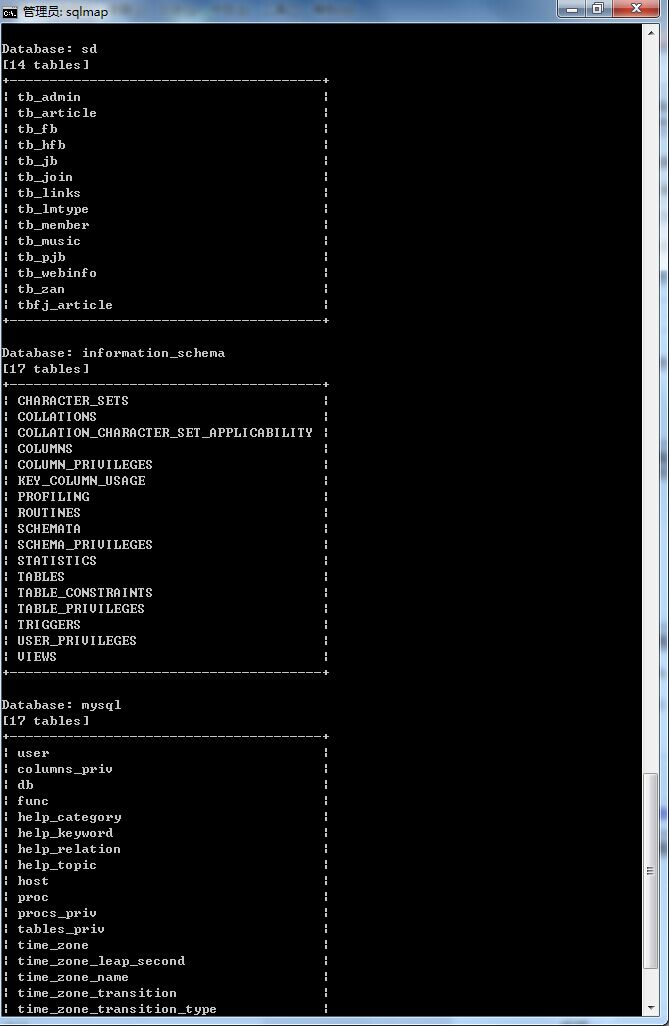 管理员: sqlmap
Database: sd
[14 tables]
+---------------------------------------+
| tb_admin |
| tb_article |
| tb_fb |
| tb_hfb |
| tb_jb |
| tb_join |
| tb_links |
| tb_lmtype |
| tb_member |
| tb_music |
| tb_pjb |
| tb_webinfo |
| tb_zan |
| tbfj_article |
+---------------------------------------+
Database: information_schema
[17 tables]
+---------------------------------------+
| CHARACTER_SETS |
| COLLATIONS |
| COLLATION_CHARACTER_SET_APPLICABILITY |
| COLUMNS |
| COLUMN_PRIVILEGES |
| KEY_COLUMN_USAGE |
| PROFILING |
| ROUTINES |
| SCHEMATA |
| SCHEMA_PRIVILEGES |
| STATISTICS |
| TABLES |
| TABLE_CONSTRAINTS |
| TABLE_PRIVILEGES |
| TRIGGERS |
| USER_PRIVILEGES |
| VIEWS |
+---------------------------------------+
Database: mysql
[17 tables]
+---------------------------------------+
| user |
| columns_priv |
| db |
| func |
| help_category |
| help_keyword |
| help_relation |
| help_topic |
| host |
| proc |
| procs_priv |
| tables_priv |
| time_zone |
| time_zone_leap_second |
| time_zone_name |
| time_zone_transition |
| time_zone_transition_type |